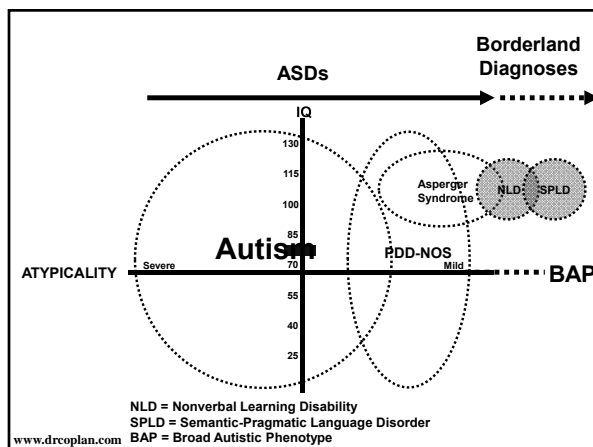 Borderland
Diagnoses
ASDs
IQ
130
115
100
85
70
55
40
25
Asperger
Syndrome
NLD
SPLD
Autism
PDD-NOS
ATYPICALITY
Severe
Mild
BAP
NLD = Nonverbal Learning Disability
SPLD = Semantic-Pragmatic Language Disorder
BAP = Broad Autistic Phenotype
www.drcoplan.com